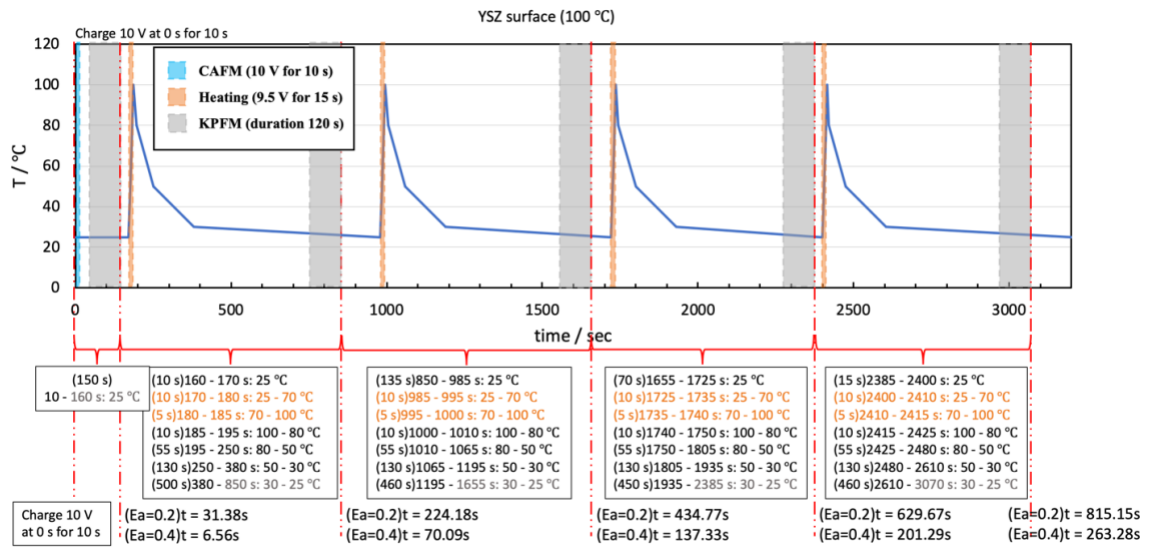 YSZ surface (100 °C)
Charge 10 V at 0 s for 10 s
T / °C
120
100
80
60
40
20
0
CAFM (10 V for 10 s)
Heating (9.5 V for 15 s)
KPFM (duration 120 s)
0 500 1000 1500 2000 2500 3000
time / sec
(150 s)
10 - 160 s: 25 °C
(10 s)160 - 170 s: 25 °C
(10 s)170 - 180 s: 25 - 70 °C
(5 s)180 - 185 s: 70 - 100 °C
(10 s)185 - 195 s: 100 - 80 °C
(55 s)195 - 250 s: 80 - 50 °C
(130 s)250 - 380 s: 50 - 30 °C
(500 s)380 - 850 s: 30 - 25 °C
(135 s)850 - 985 s: 25 °C
(10 s)985 - 995 s: 25 - 70 °C
(5 s)995 - 1000 s: 70 - 100 °C
(10 s)1000 - 1010 s: 100 - 80 °C
(55 s)1010 - 1065 s: 80 - 50 °C
(130 s)1065 - 1195 s: 50 - 30 °C
(460 s)1195 - 1655 s: 30 - 25 °C
(70 s)1655 - 1725 s: 25 °C
(10 s)1725 - 1735 s: 25 - 70 °C
(5 s)1735 - 1740 s: 70 - 100 °C
(10 s)1740 - 1750 s: 100 - 80 °C
(55 s)1750 - 1805 s: 80 - 50 °C
(130 s)1805 - 1935 s: 50 - 30 °C
(450 s)1935 - 2385 s: 30 - 25 °C
(15 s)2385 - 2400 s: 25 °C
(10 s)2400 - 2410 s: 25 - 70 °C
(5 s)2410 - 2415 s: 70 - 100 °C
(10 s)2415 - 2425 s: 100 - 80 °C
(55 s)2425 - 2480 s: 80 - 50 °C
(130 s)2480 - 2610 s: 50 - 30 °C
(460 s)2610 - 3070 s: 30 - 25 °C
Charge 10 V
at 0 s for 10 s
(Ea=0.2)t = 31.38s
(Ea=0.4)t = 6.56s
(Ea=0.2)t = 224.18s
(Ea=0.4)t = 70.09s
(Ea=0.2)t = 434.77s
(Ea=0.4)t = 137.33s
(Ea=0.2)t = 629.67s
(Ea=0.4)t = 201.29s
(Ea=0.2)t = 815.15s
(Ea=0.4)t = 263.28s